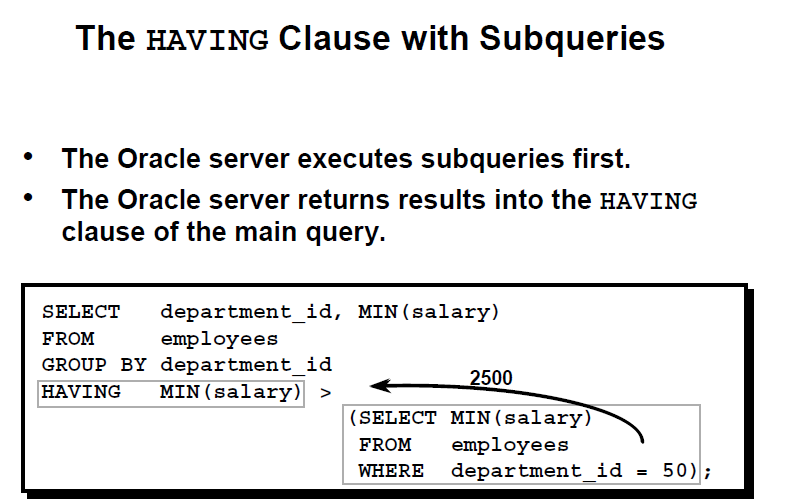 The HAVING Clause with Subqueries
• The Oracle server executes subqueries first.
• The Oracle server returns results into the HAVING
clause of the main query.
SELECT department_id, MIN(salary)
FROM employees
GROUP BY department_id
HAVING MIN(salary) >
2500
(SELECT MIN(salary)
FROM employees
WHERE department_id = 50);